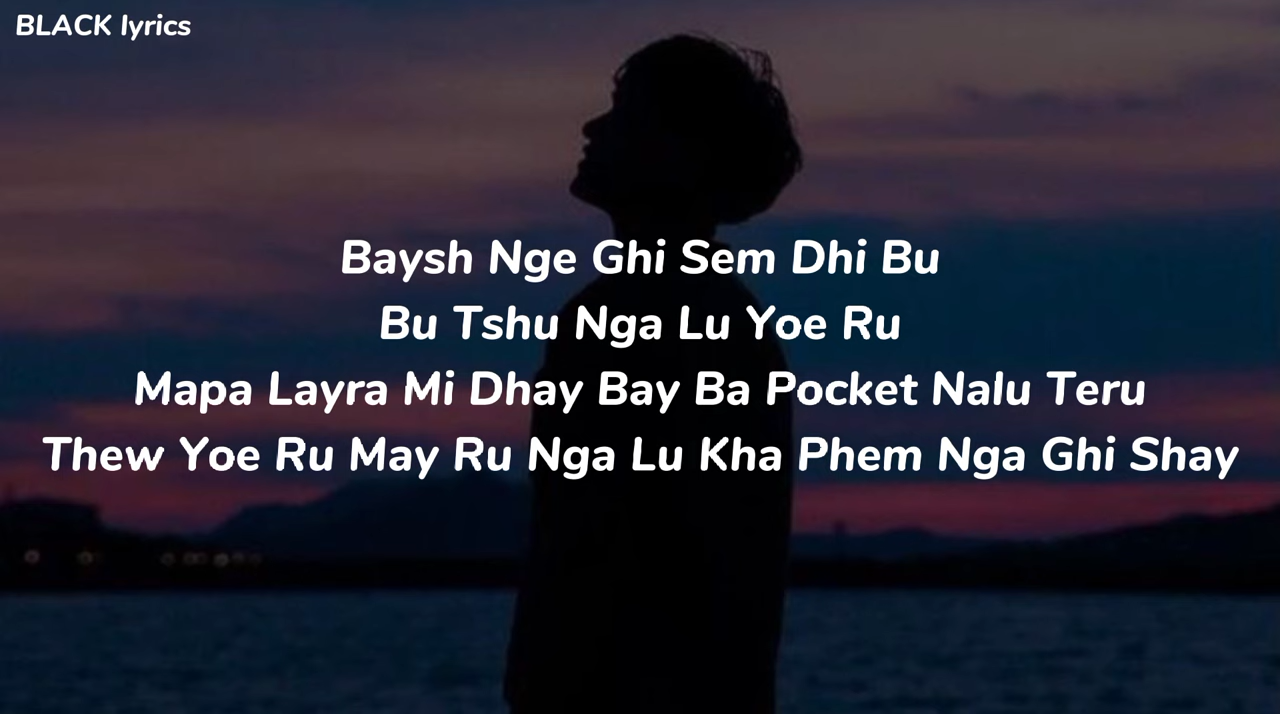 BLACK lyrics
Baysh Nge Ghi Sem Dhi Bu
Bu Tshu Nga Lu Yoe Ru
Mapa Layra Mi Dhay Bay Ba Pocket Nalu Teru
Thew Yoe Ru May Ru Nga Lu Kha Phem Nga Ghi Shay